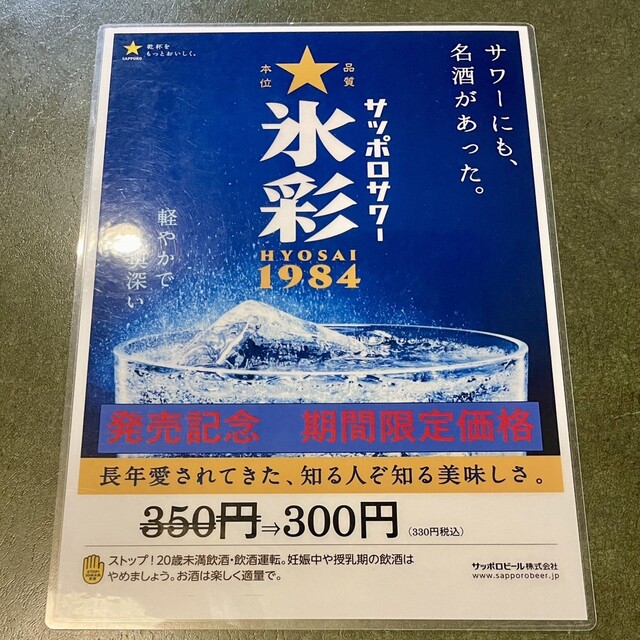 乾杯を
もっとおいしく。
SAPPORO
サワーにも、
名酒があった。
品質
本位
サッポロサワー
氷彩
HYOSAI
1984
軽やかで
深い
発売記念 期間限定価格
長年愛されてきた、知る人ぞ知る美味しさ。
350円⇒300円(330円税込)
ストップ!20歳未満飲酒・飲酒運転。妊娠中や授乳期の飲酒は
やめましょう。お酒は楽しく適量で。
サッポロビール株式会社
www.sapporobeer.jp